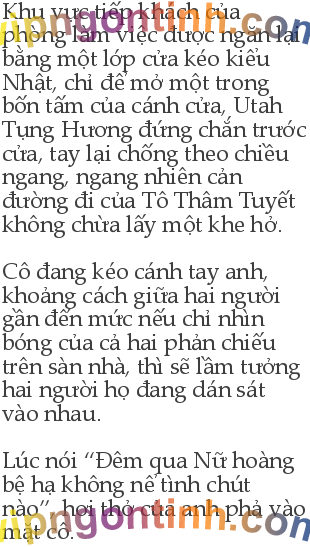 Khu vực tiếp khách của
phòng làm việc được ngăn lại
bằng một lớp cửa kéo kiểu
Nhật, chỉ để mở một trong
bốn tấm của cánh cửa, Utah
Tụng Hương đứng chắn trước
cửa, tay lại chống theo chiều
ngang, ngang nhiên cản
đường đi của Tô Thâm Tuyết
không chừa lấy một khe hở.
Cô đang kéo cánh tay anh,
khoảng cách giữa hai người
gần đến mức nếu chỉ nhìn
bóng của cả hai phản chiếu
trên sàn nhà, thì sẽ lầm tưởng
hai người họ đang dán sát
vào nhau.
Lúc nói “Đêm qua Nữ hoàng
bệ hạ không nể tình chút
nào”, hơi thở của anh phả vào
mặt cô.
vipngontinh.com
vipngontinh.com